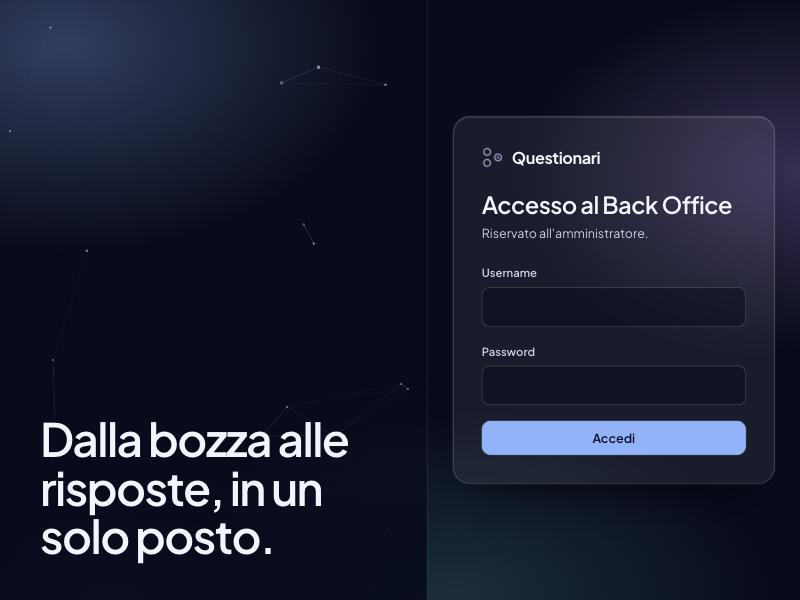 Dalla bozza alle
risposte, in un
solo posto.
Questionari
Accesso al Back Office
Riservato all'amministratore.
Username
Password
Accedi